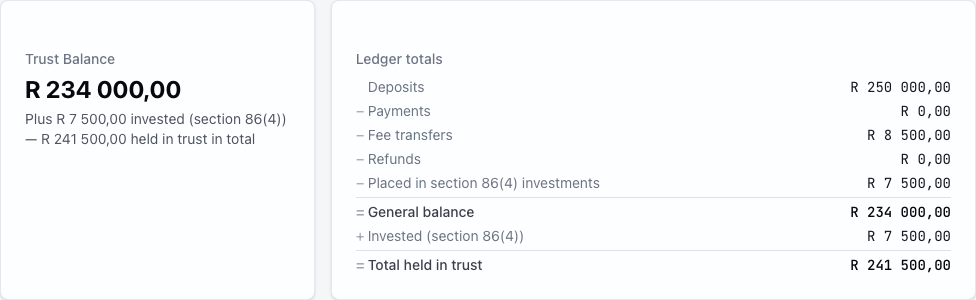 Trust Balance
R 234 000,00
Plus R 7 500,00 invested (section 86(4))
— R 241 500,00 held in trust in total
Ledger totals
Deposits R 250 000,00
− Payments R 0,00
− Fee transfers R 8 500,00
− Refunds R 0,00
− Placed in section 86(4) investments R 7 500,00
= General balance R 234 000,00
+ Invested (section 86(4)) R 7 500,00
= Total held in trust R 241 500,00